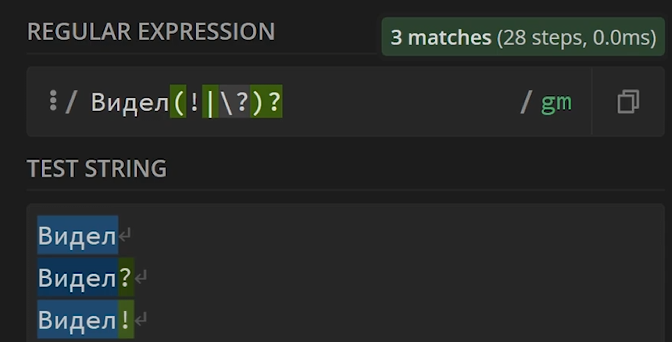 REGULAR EXPRESSION
3 matches (28 steps, 0.0ms)
/ Видел(!|\?)? / gm
TEST STRING
Видел
Видел?
Видел!